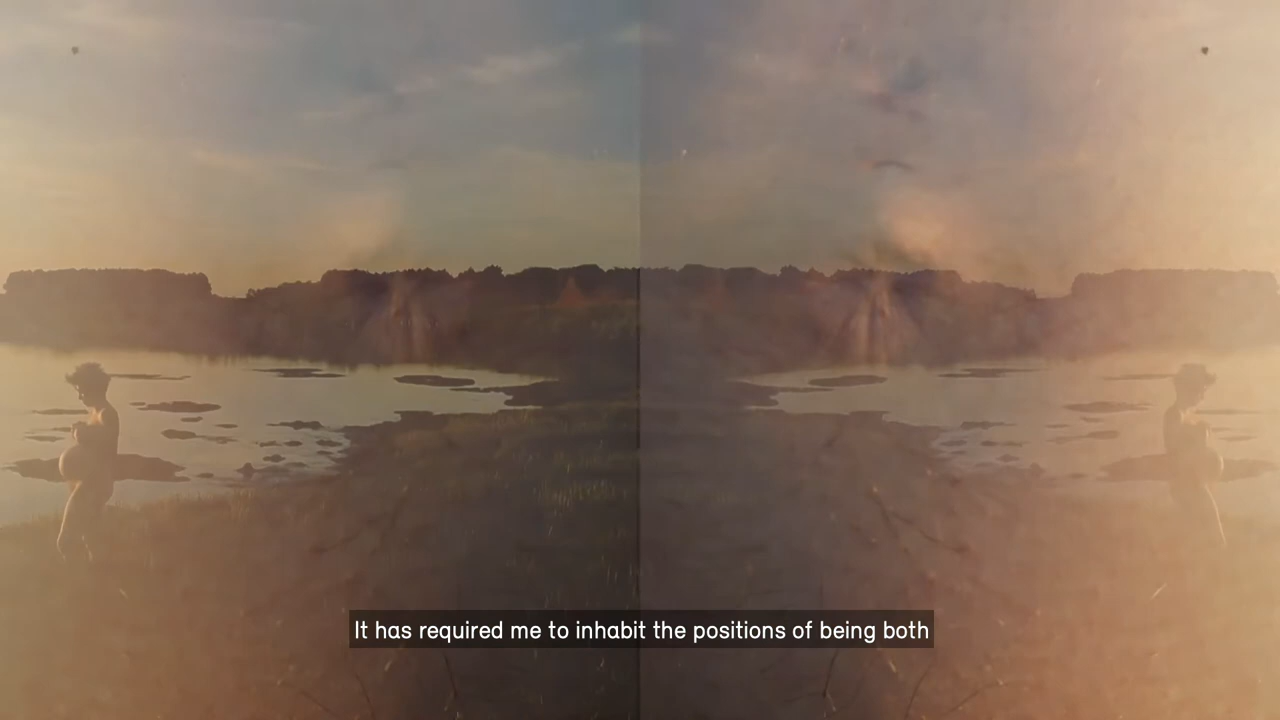 It has required me to inhabit the positions of being both